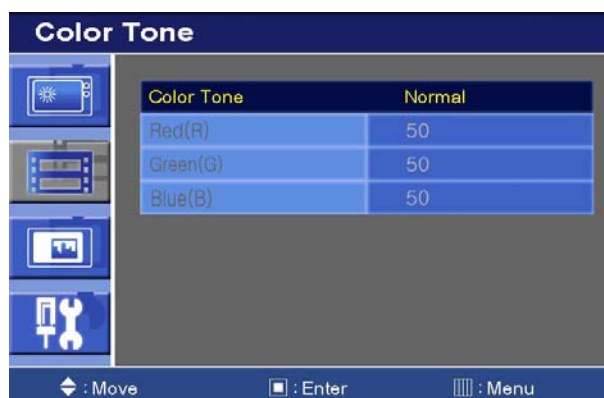 Color Tone
Color Tone Normal
Red(R) 50
Green(G) 50
Blue(B) 50
: Move : Enter : Menu